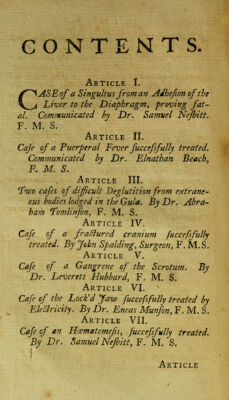 CONTENTS.
ARTICLE I.
CASE of a Singultus from an Adhesion of the
Liver to the Diaphragm, proving fat-
al. Communicated by Dr. Samuel Nesbitt.
F. M. S.
ARTICLE II.
Case of a Puerperal Fever successfully treated.
Communicated by Dr. Elnathan Beach,
F. M. S.
ARTICLE III.
Two cases of difficult Deglutition from extrane-
ous bodies lodged in the Gula. By Dr. Abra-
ham Tomlinson, F. M. S.
ARTICLE IV.
Case of a fractured cranium successfully
treated. By John Spalding, Surgeon, F. M. S.
ARTICLE V.
Case of a Gangrene of the Scrotum. By
Dr. Leverett Hubbard, F. M. S.
ARTICLE VI.
Case of the Lock'd Jaw successfully treated by
Electricity. By Dr. Eneas Munson, F. M. S.
ARTICLE VII.
Case of an Hæmatemesis, successfully treated.
By Dr. Samuel Nesbitt, F. M. S.
ARTICLE